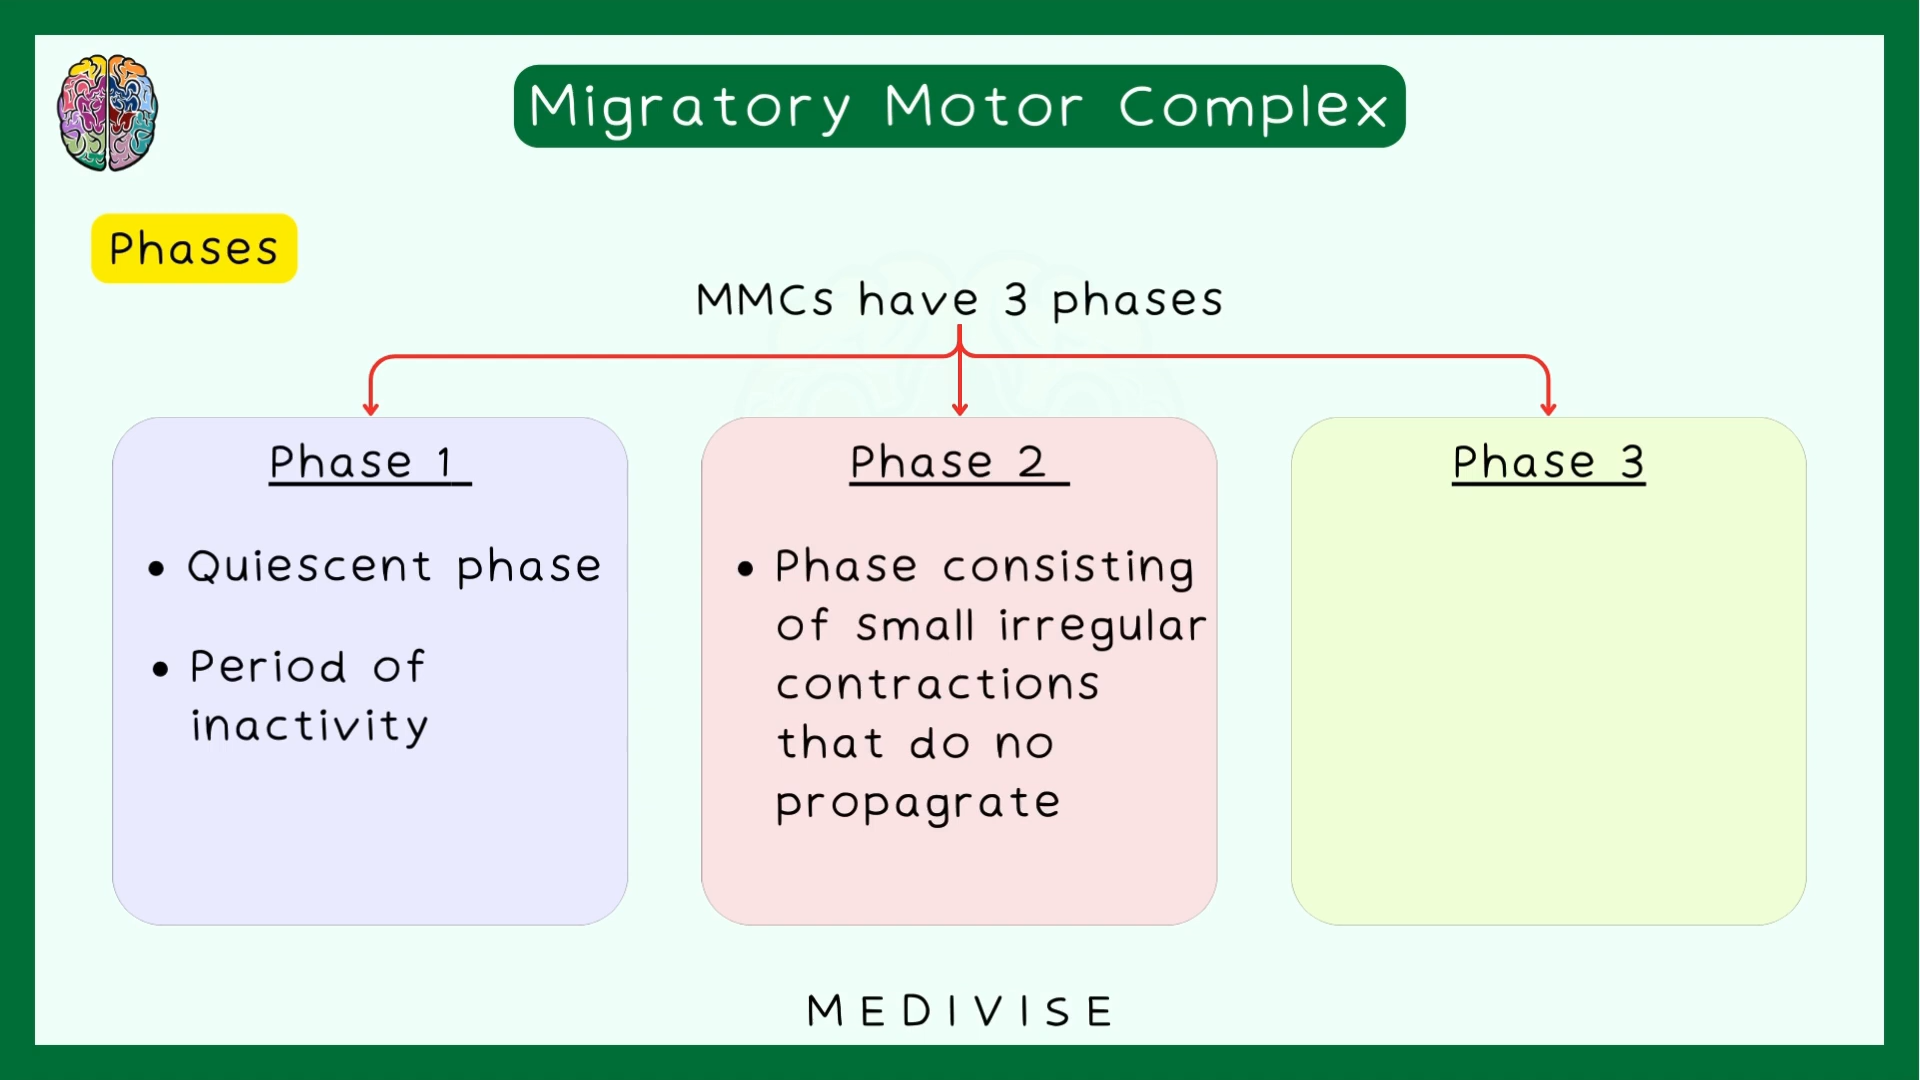 Migratory Motor Complex
Phases
MMCs have 3 phases
Phase 1
• Quiescent phase
• Period of
inactivity
Phase 2
• Phase consisting
of small irregular
contractions
that do no
propagrate
Phase 3
MEDIVISE